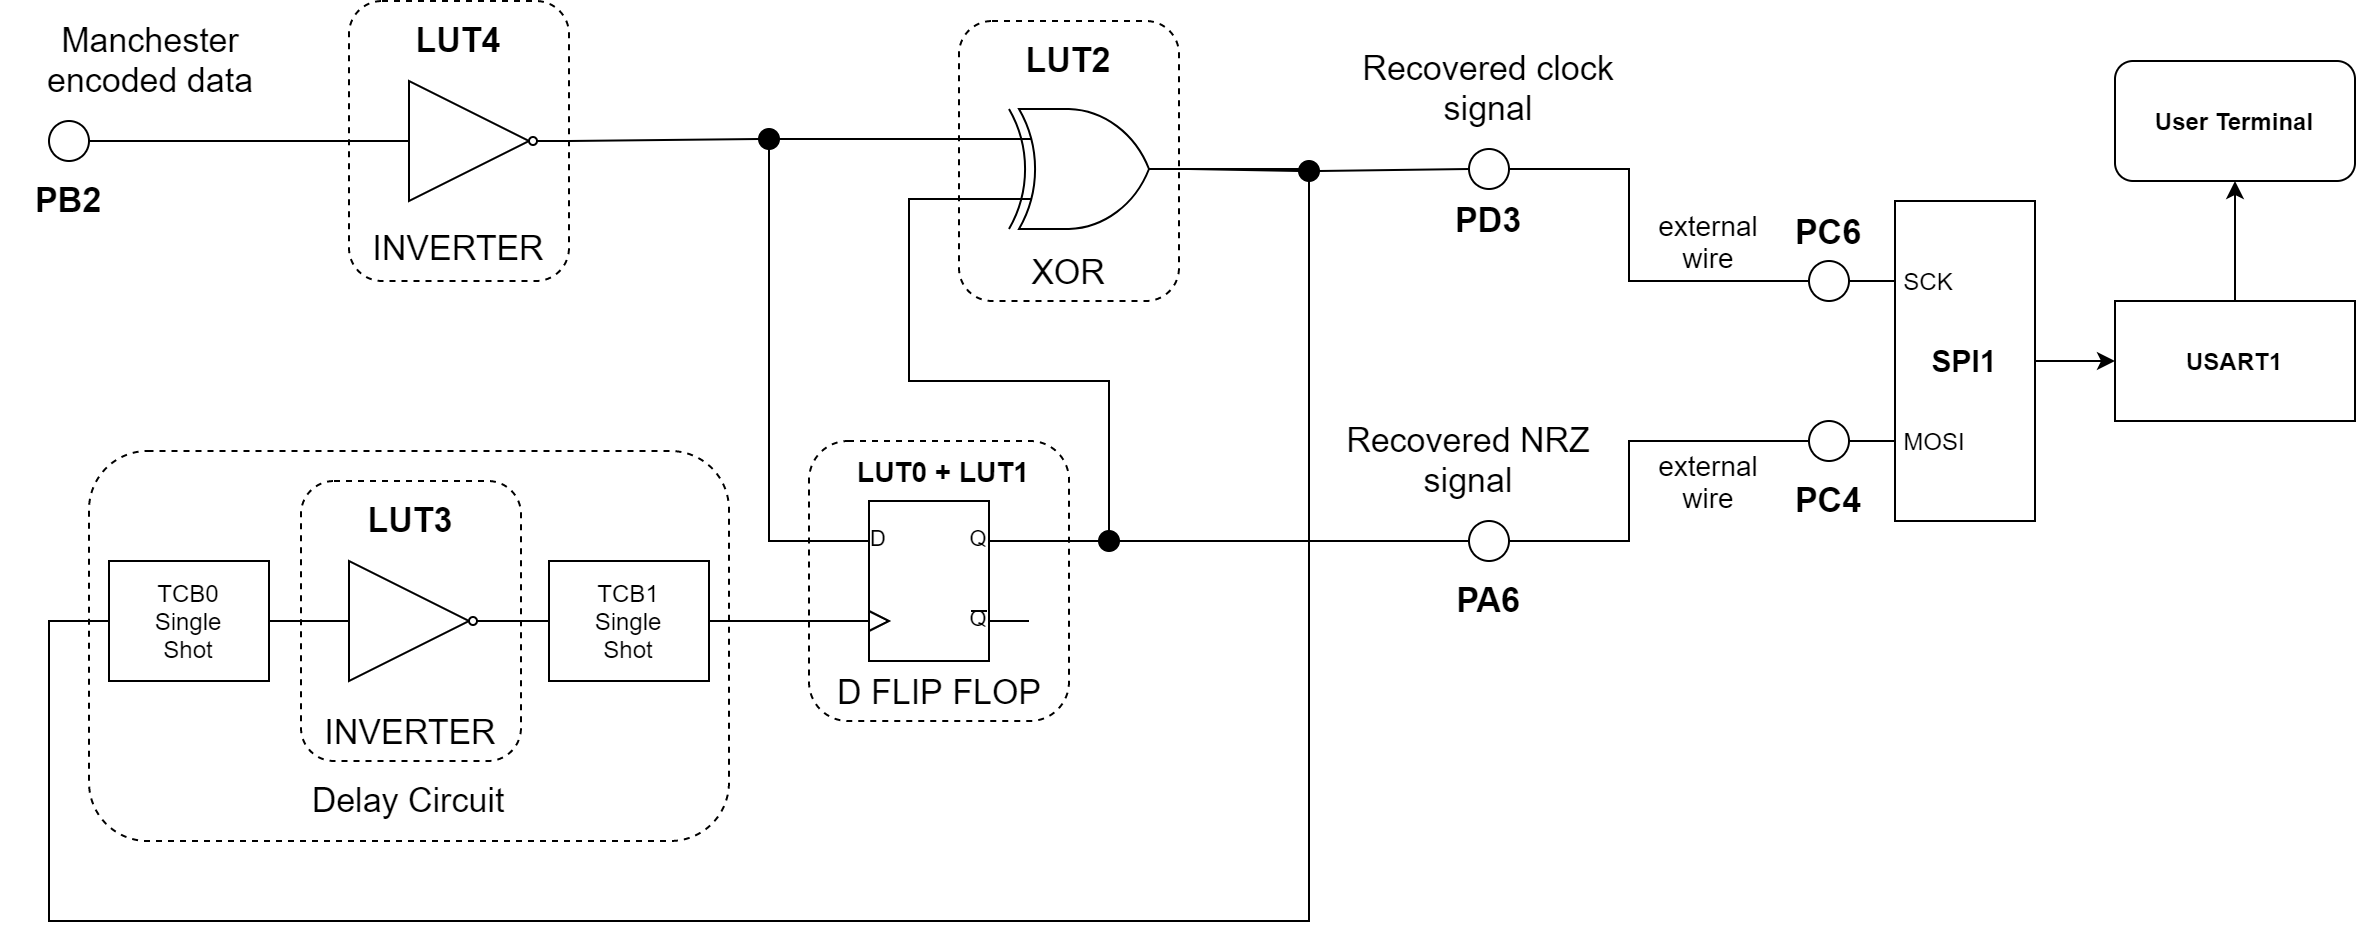 Manchester
encoded data
PB2
LUT4
INVERTER
LUT2
XOR
Recovered clock
signal
PD3
external
wire
PC6
SCK
SPI1
MOSI
User Terminal
USART1
Recovered NRZ
signal
external
wire
PC4
PA6
LUT0 + LUT1
D
Q
Q̅
D FLIP FLOP
LUT3
TCB0
Single
Shot
TCB1
Single
Shot
INVERTER
Delay Circuit